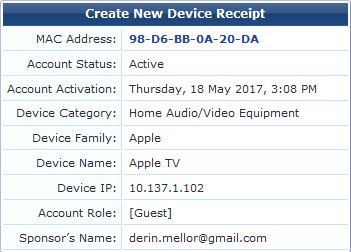 Create New Device Receipt
MAC Address: 98-D6-BB-0A-20-DA
Account Status: Active
Account Activation: Thursday, 18 May 2017, 3:08 PM
Device Category: Home Audio/Video Equipment
Device Family: Apple
Device Name: Apple TV
Device IP: 10.137.1.102
Account Role: [Guest]
Sponsor's Name: derin.mellor@gmail.com